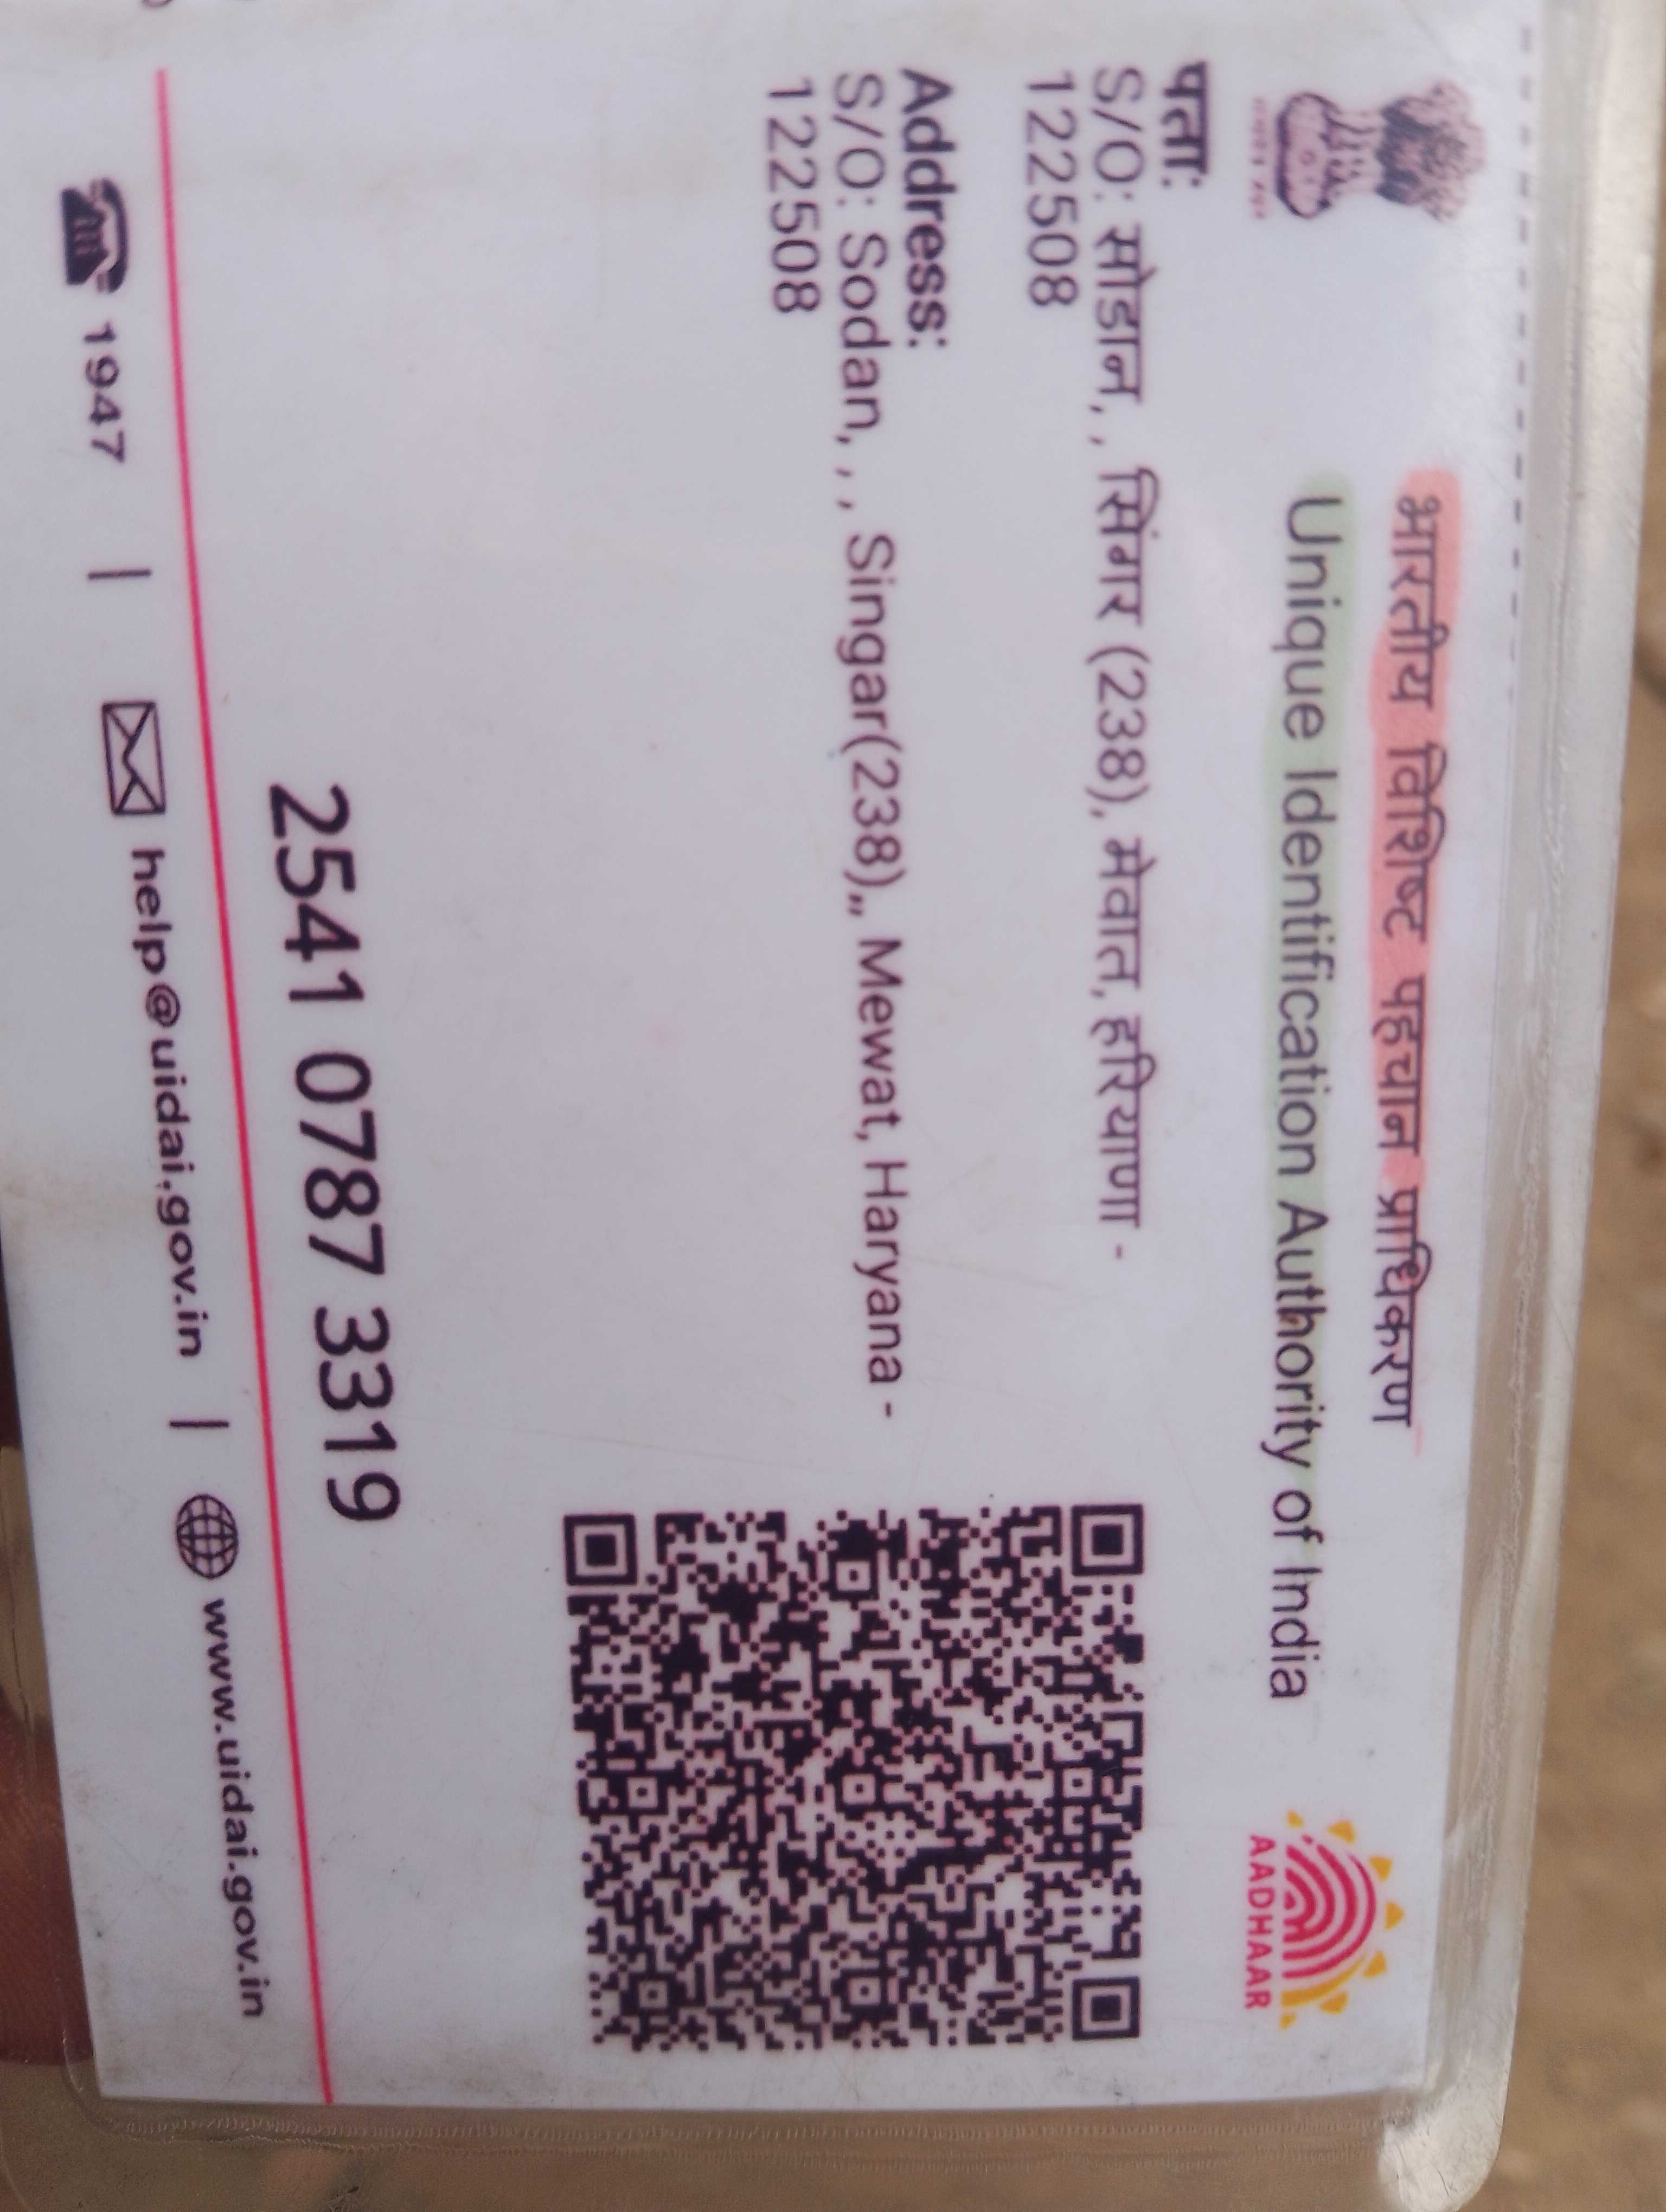 भारतीय विशिष्ट पहचान प्राधिकरण
Unique Identification Authority of India
AADHAAR
पता:
S/O: सोडान, , सिंगर (238), मेवात, हरियाणा -
122508
Address:
S/O: Sodan, , , Singar(238),,, Mewat, Haryana -
122508
2541 0787 3319
1947 | help@uidai.gov.in | www.uidai.gov.in